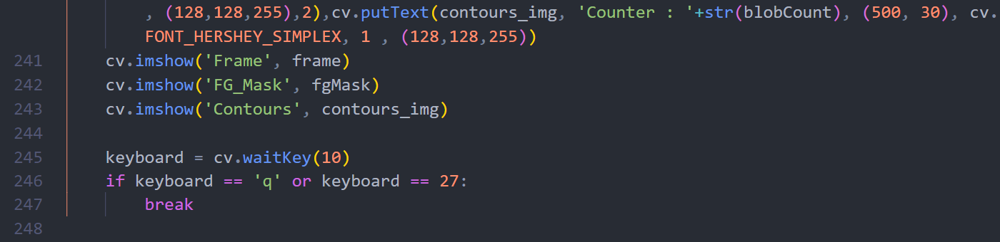 , (128,128,255),2),cv.putText(contours_img, 'Counter : '+str(blobCount), (500, 30), cv.
FONT_HERSHEY_SIMPLEX, 1 , (128,128,255))
241 cv.imshow('Frame', frame)
242 cv.imshow('FG_Mask', fgMask)
243 cv.imshow('Contours', contours_img)
244
245 keyboard = cv.waitKey(10)
246 if keyboard == 'q' or keyboard == 27:
247 break
248